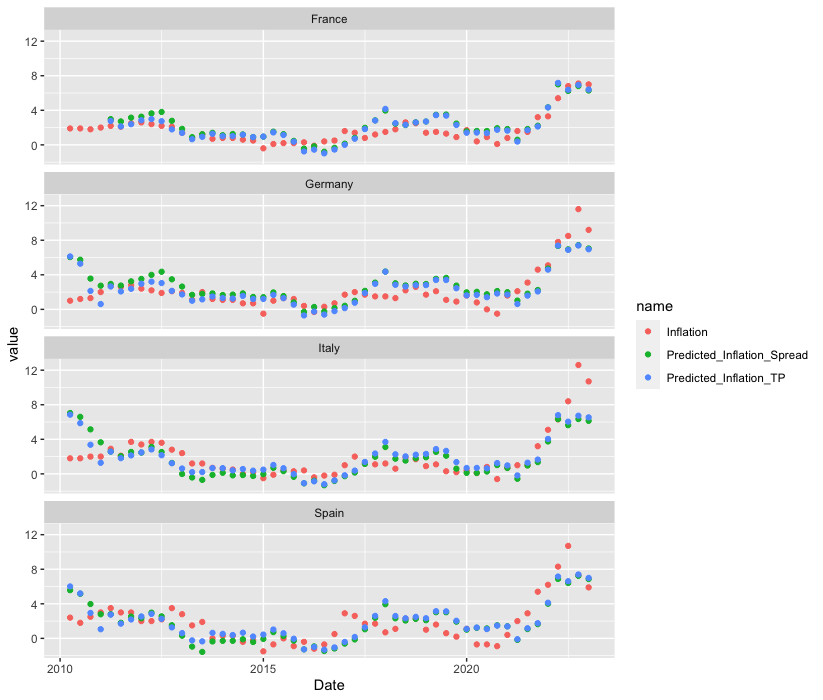 France
12
8
4
0
Germany
12
8
4
0
value
Italy
12
8
4
0
Spain
12
8
4
0
2010
2015
2020
Date
name
Inflation
Predicted_Inflation_Spread
Predicted_Inflation_TP